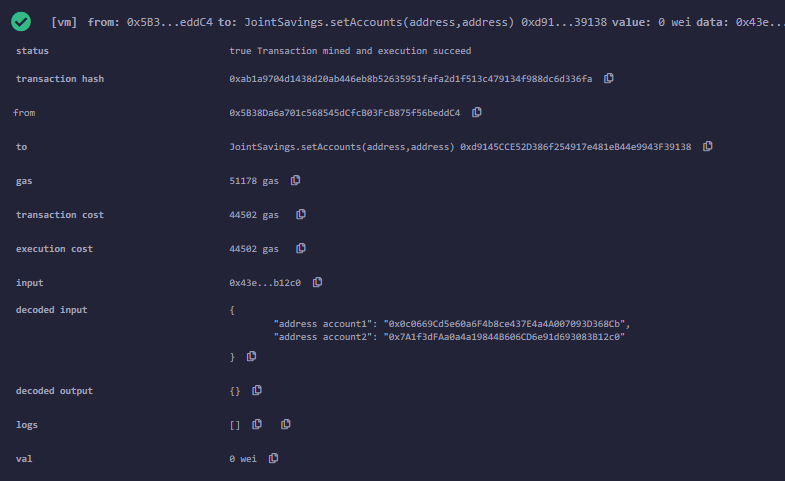 [vm] from: 0x5B3...eddC4 to: JointSavings.setAccounts(address,address) 0xd91...39138 value: 0 wei data: 0x43e...
status true Transaction mined and execution succeed
transaction hash 0xab1a9704d1438d20ab446eb8b52635951fafa2d1f513c479134f988dc6d336fa
from 0x5B38Da6a701c568545dCfcB03FcB875f56beddC4
to JointSavings.setAccounts(address,address) 0xd9145CCE52D386f254917e481eB44e9943F39138
gas 51178 gas
transaction cost 44502 gas
execution cost 44502 gas
input 0x43e...b12c0
decoded input {
"address account1": "0x0c0669Cd5e60a6F4b8ce437E4a4A007093D368Cb",
"address account2": "0x7A1f3dFAa0a4a19844B606CD6e91d693083B12c0"
}
decoded output {}
logs []
val 0 wei